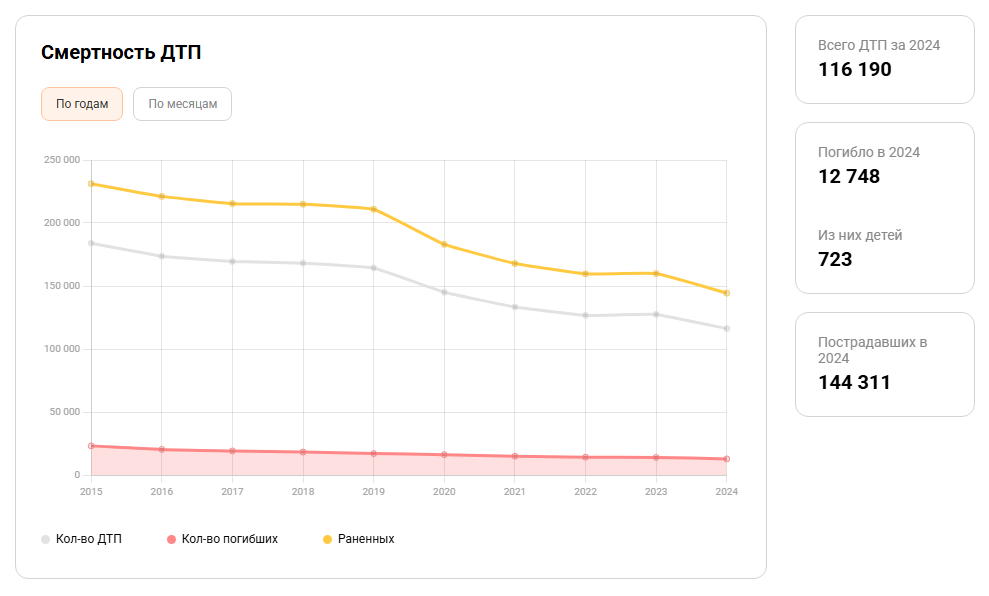 Смертность ДТП
По годам
По месяцам
250 000
200 000
150 000
100 000
50 000
0
2015 2016 2017 2018 2019 2020 2021 2022 2023 2024
Кол-во ДТП Кол-во погибших Раненных
Всего ДТП за 2024
116 190
Погибло в 2024
12 748
Из них детей
723
Пострадавших в
2024
144 311